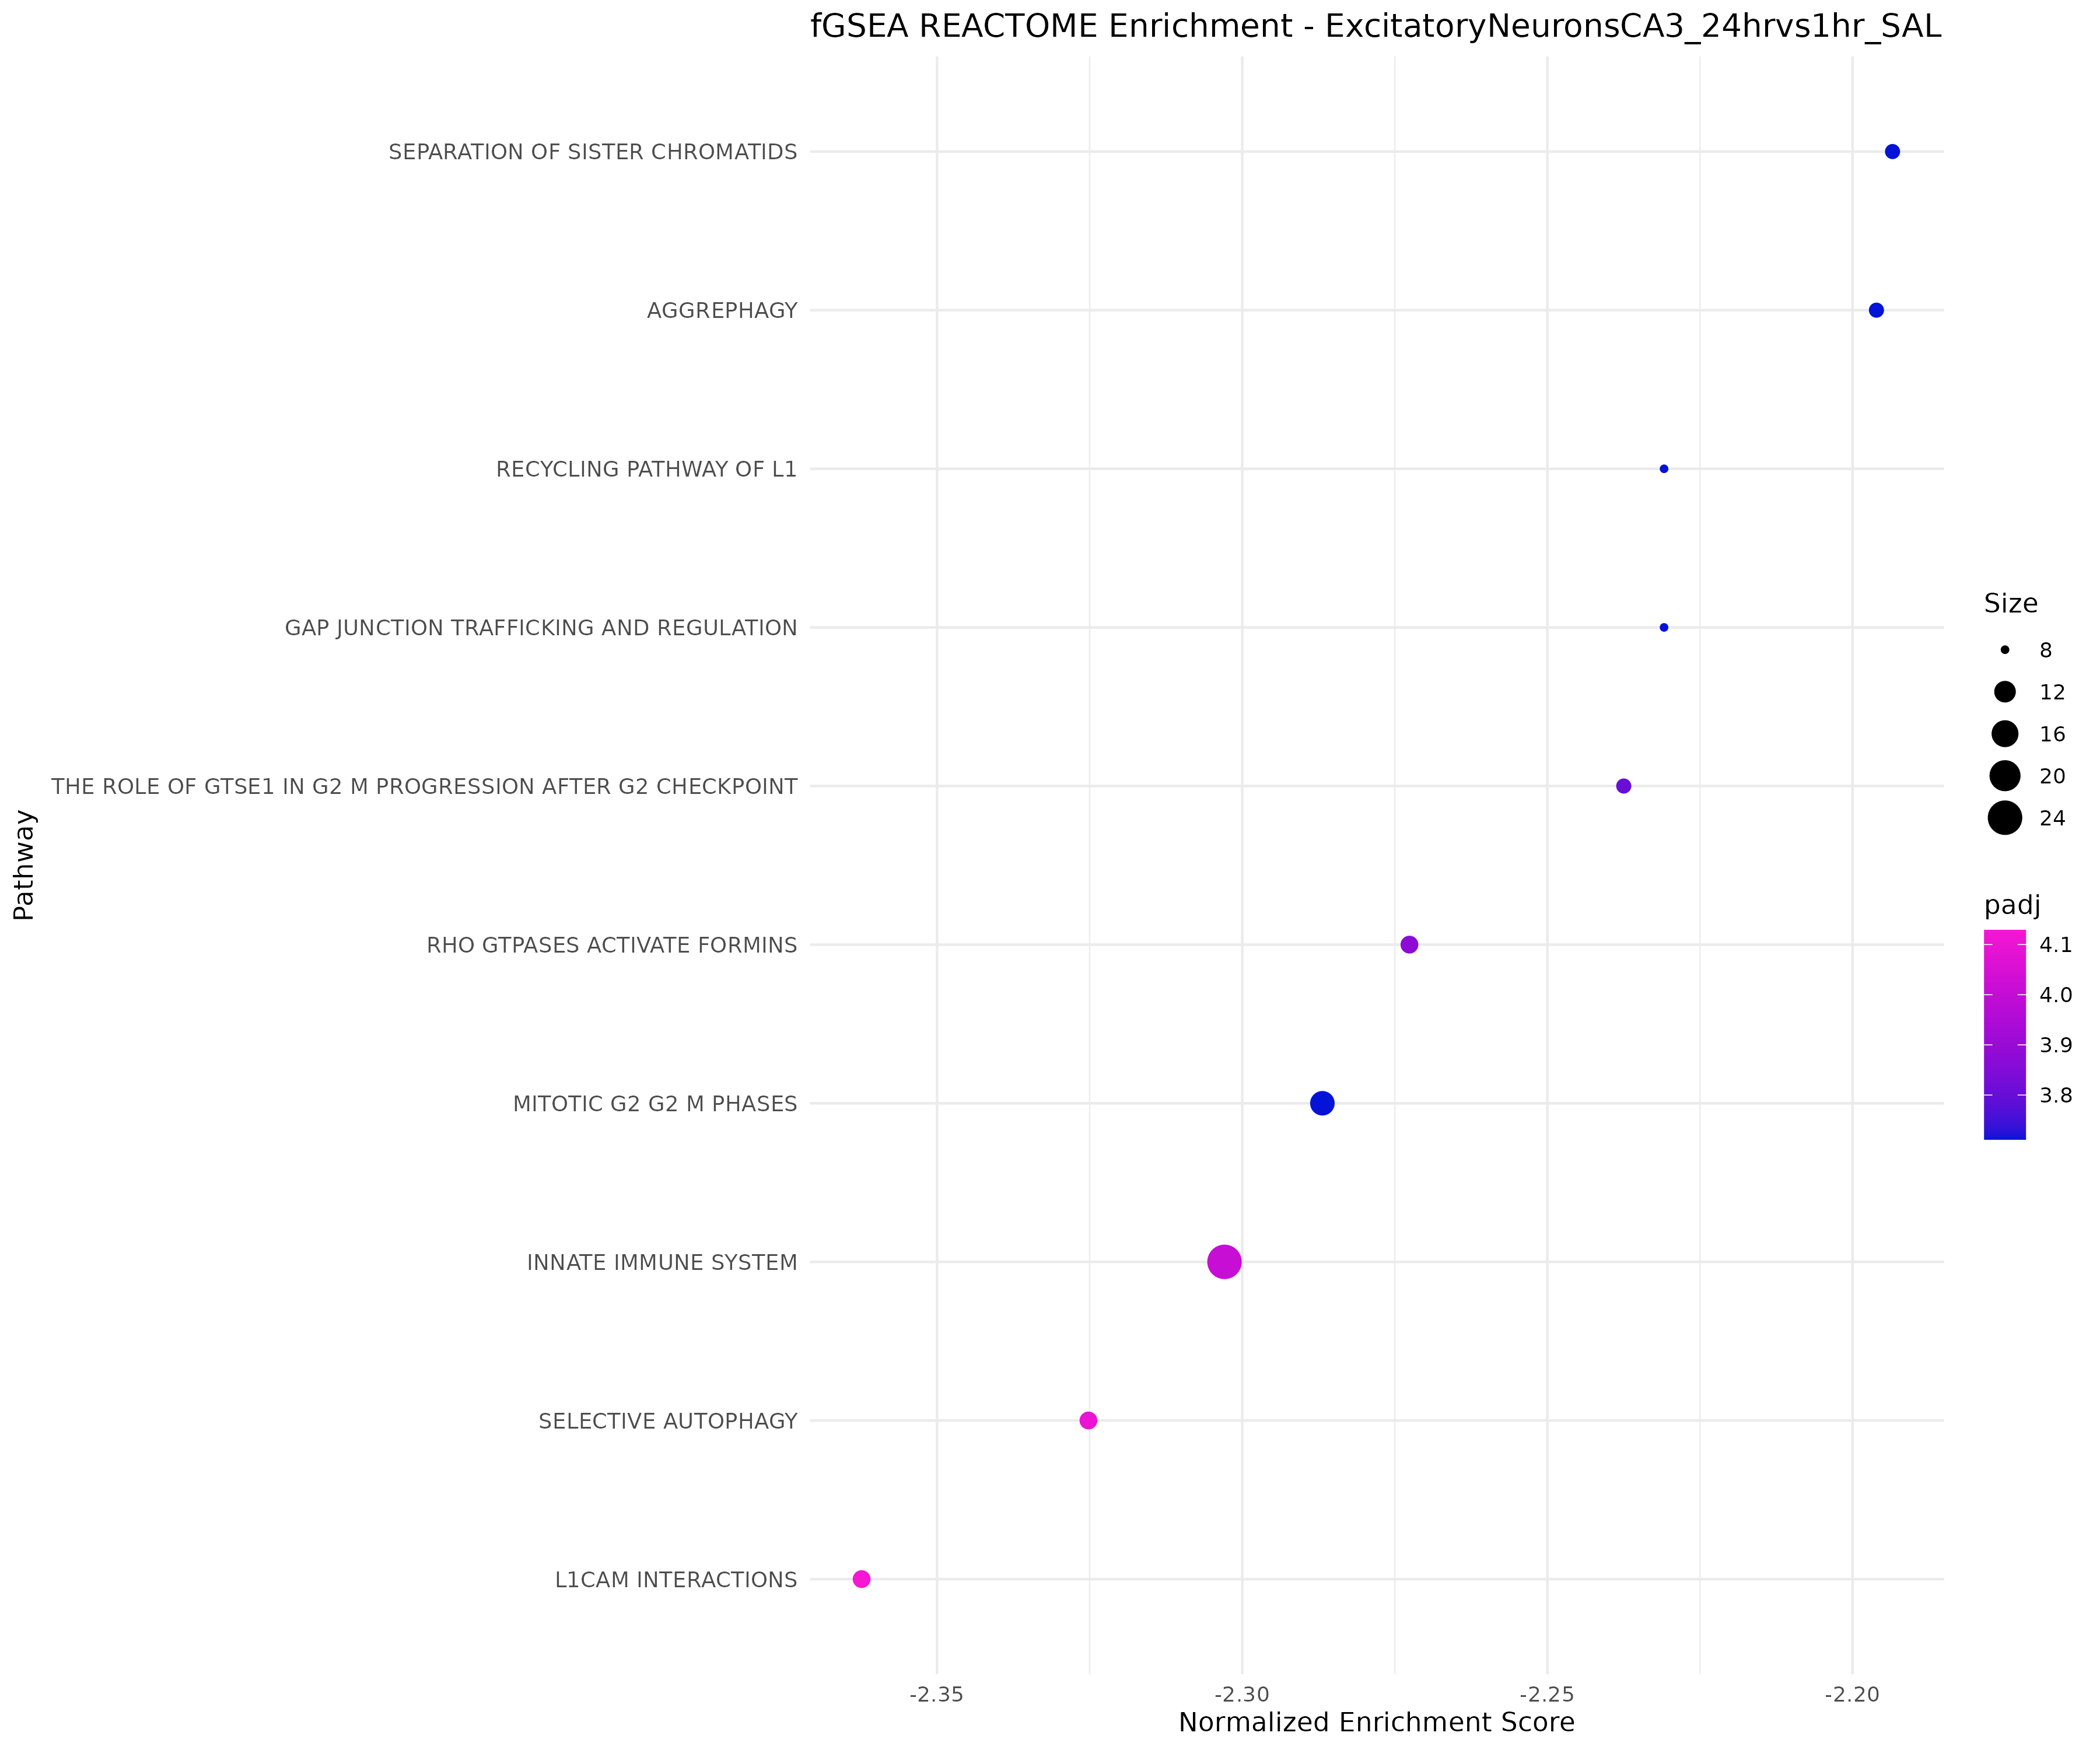 fGSEA REACTOME Enrichment - ExcitatoryNeuronsCA3_24hrvs1hr_SAL
Pathway
SEPARATION OF SISTER CHROMATIDS
AGGREPHAGY
RECYCLING PATHWAY OF L1
GAP JUNCTION TRAFFICKING AND REGULATION
THE ROLE OF GTSE1 IN G2 M PROGRESSION AFTER G2 CHECKPOINT
RHO GTPASES ACTIVATE FORMINS
MITOTIC G2 G2 M PHASES
INNATE IMMUNE SYSTEM
SELECTIVE AUTOPHAGY
L1CAM INTERACTIONS
-2.35
-2.30
-2.25
-2.20
Normalized Enrichment Score
Size
8
12
16
20
24
padj
4.1
4.0
3.9
3.8